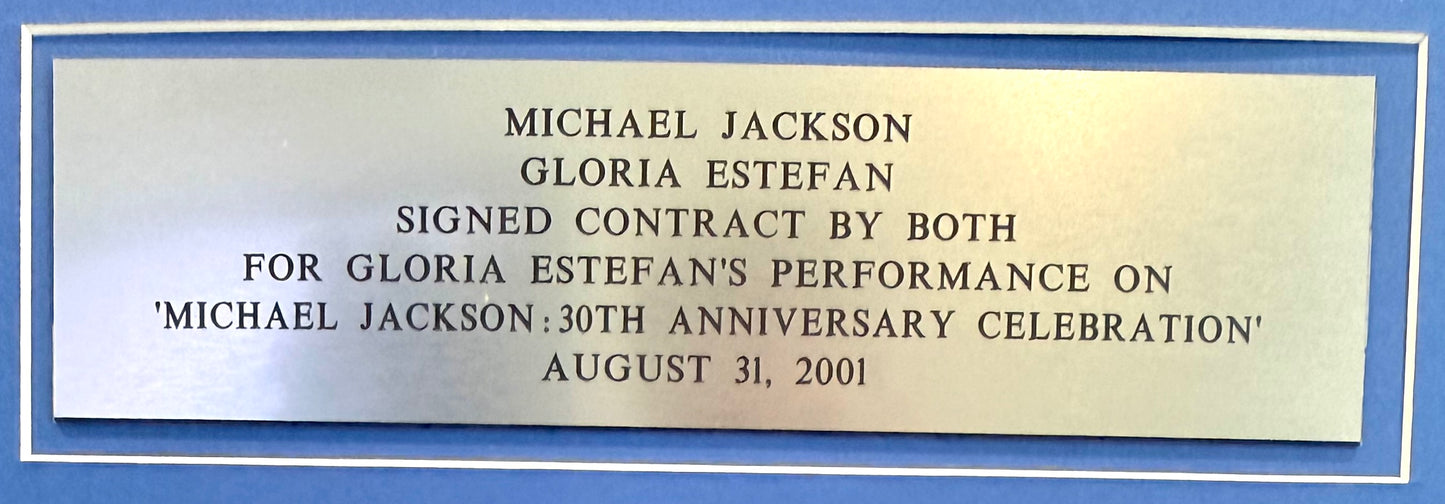 MICHAEL JACKSON
GLORIA ESTEFAN
SIGNED CONTRACT BY BOTH
FOR GLORIA ESTEFAN'S PERFORMANCE ON
'MICHAEL JACKSON:30TH ANNIVERSARY CELEBRATION'
AUGUST 31, 2001